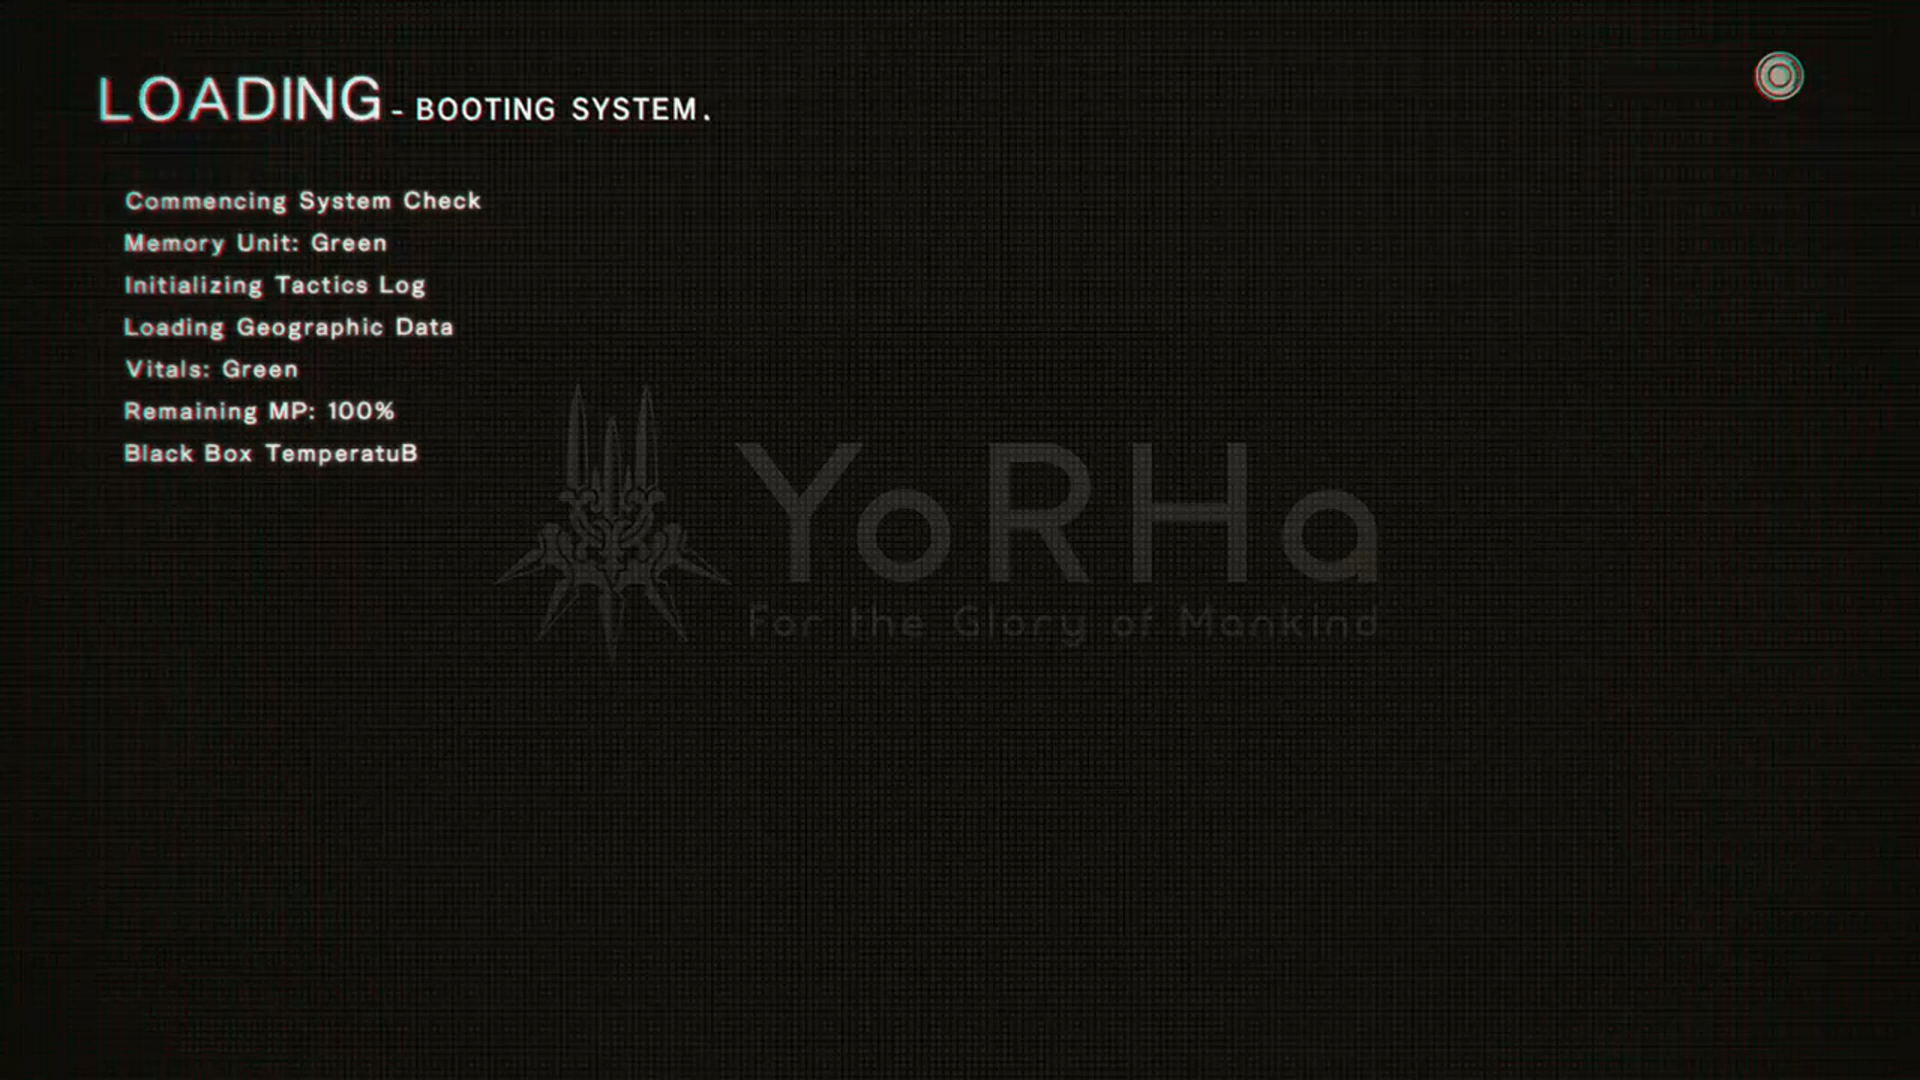 LOADING - BOOTING SYSTEM.
Commencing System Check
Memory Unit: Green
Initializing Tactics Log
Loading Geographic Data
Vitals: Green
Remaining MP: 100%
Black Box TemperatuB
YoRHa
For the Glory of Mankind